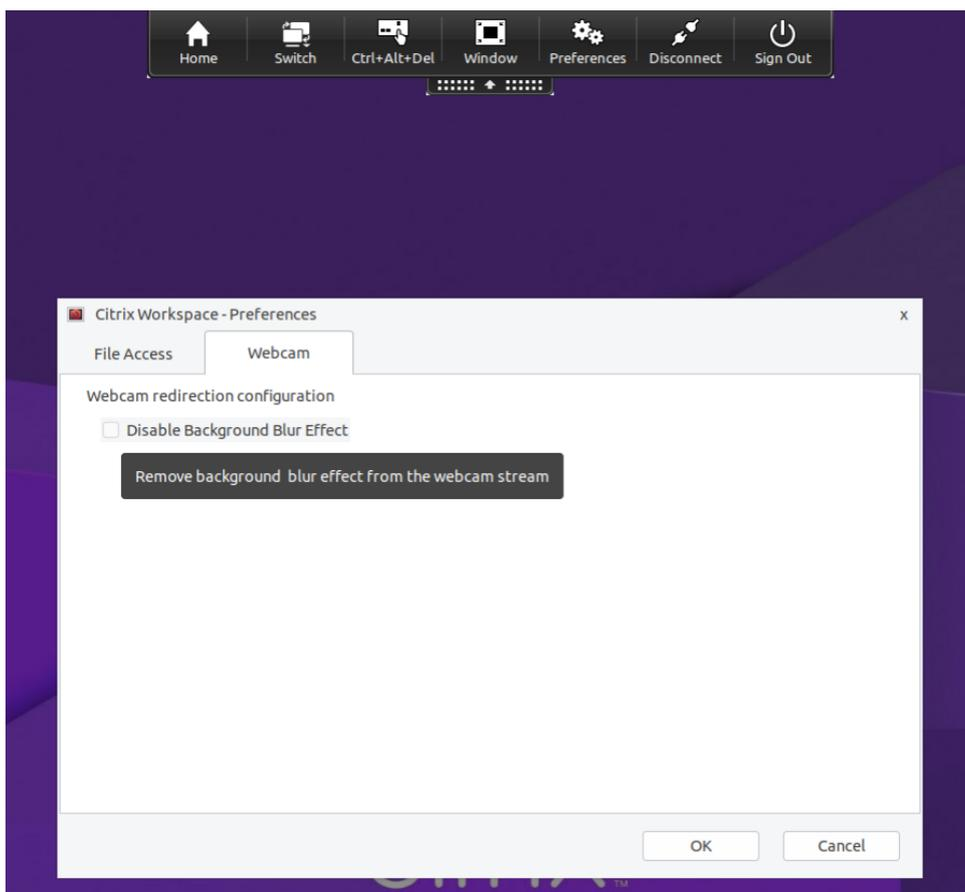 Home Switch Ctrl+Alt+Del Window Preferences Disconnect Sign Out
Citrix Workspace - Preferences x
File Access Webcam
Webcam redirection configuration
Disable Background Blur Effect
Remove background blur effect from the webcam stream
OK Cancel
TM